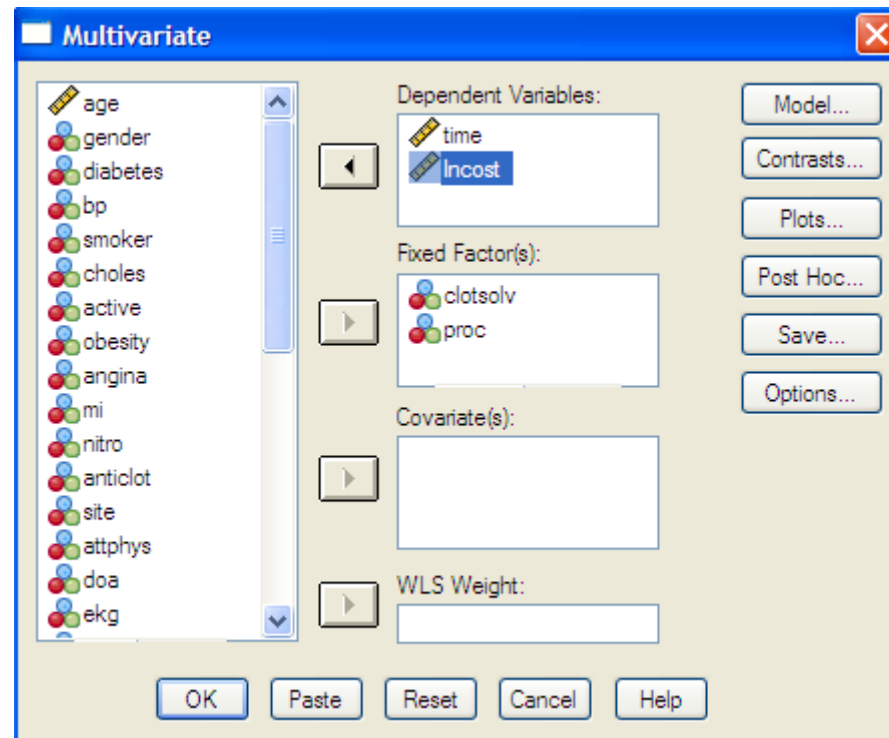 Multivariate
age
gender
diabetes
bp
smoker
choles
active
obesity
angina
mi
nitro
anticlot
site
attphys
doa
ekg
Dependent Variables:
time
lncost
Fixed Factor(s):
clotsolv
proc
Covariate(s):
WLS Weight:
Model...
Contrasts...
Plots...
Post Hoc...
Save...
Options...
OK Paste Reset Cancel Help